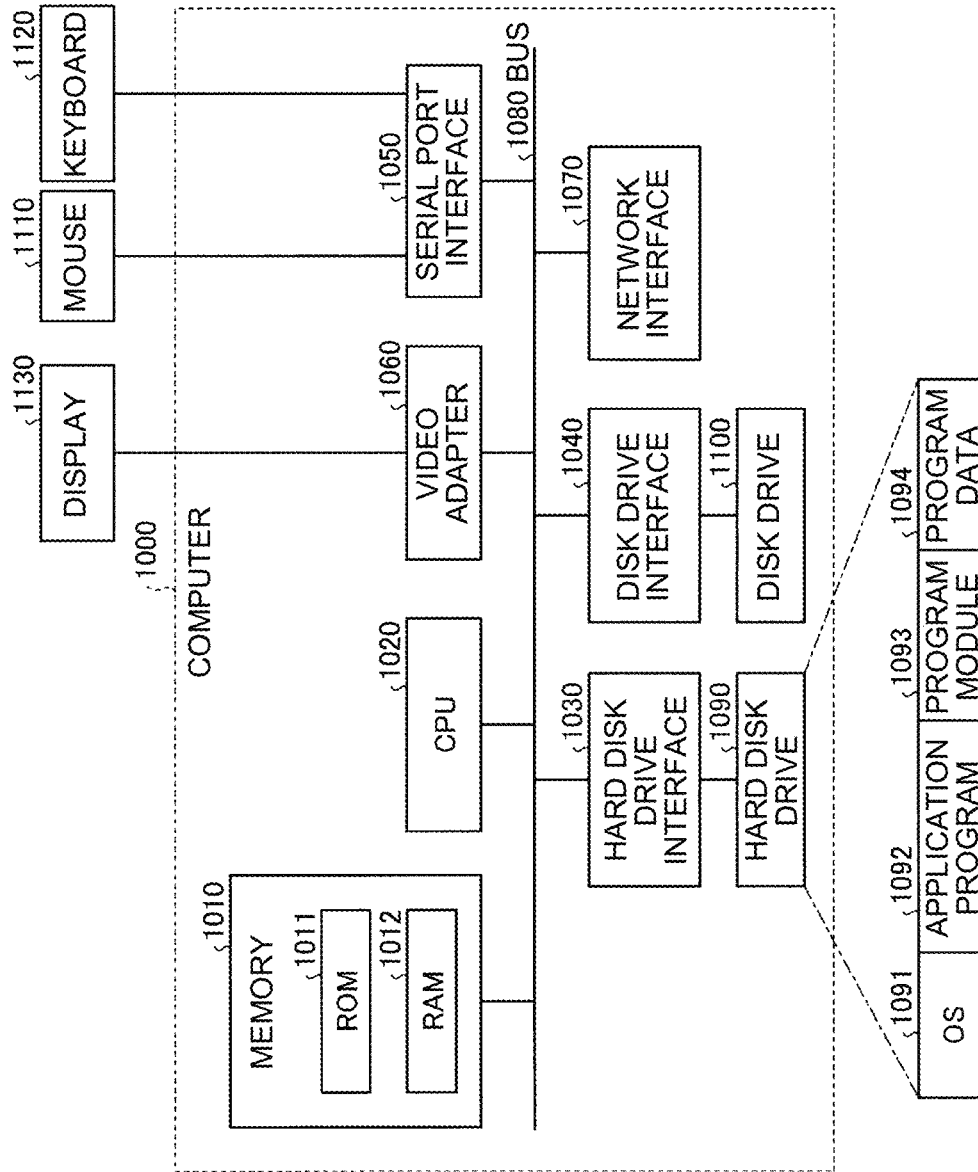 1000
COMPUTER
1010
MEMORY
1011
ROM
1012
RAM
1020
CPU
1130
DISPLAY
1110
MOUSE
1120
KEYBOARD
1060
VIDEO
ADAPTER
1050
SERIAL PORT
INTERFACE
1080 BUS
1030
HARD DISK
DRIVE
INTERFACE
1040
DISK DRIVE
INTERFACE
1070
NETWORK
INTERFACE
1090
HARD DISK
DRIVE
1100
DISK DRIVE
1091
OS
1092
APPLICATION
PROGRAM
1093
PROGRAM
MODULE
1094
PROGRAM
DATA